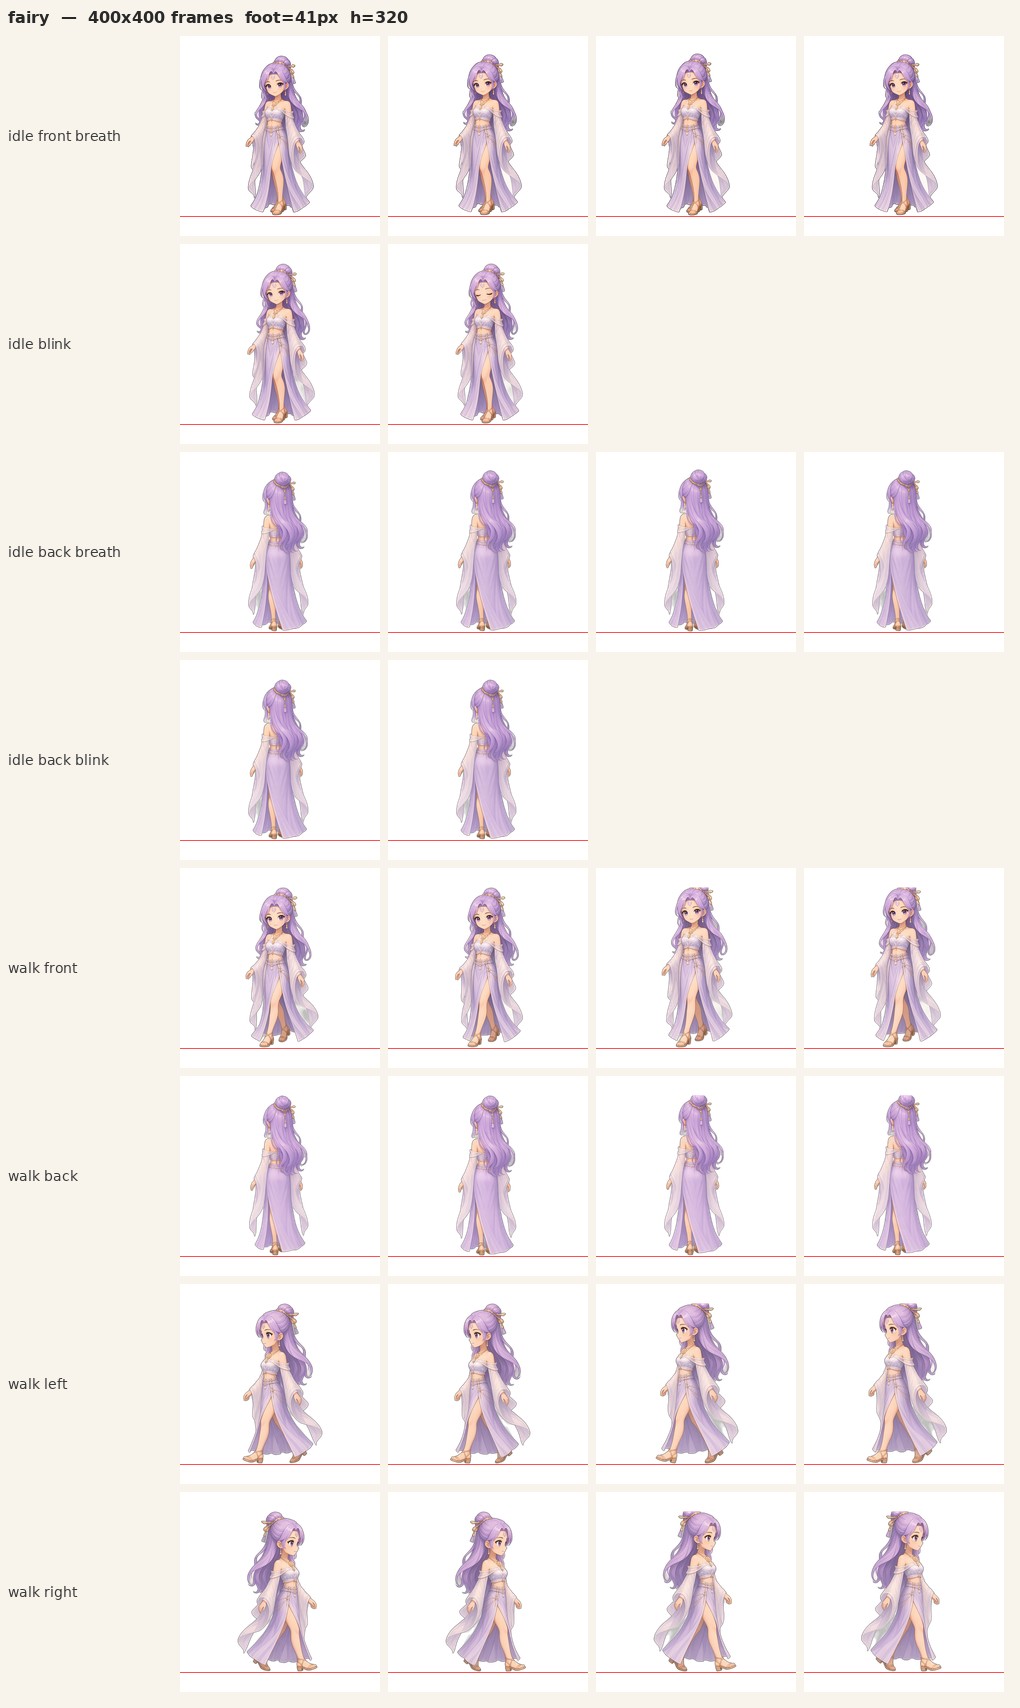 fairy — 400x400 frames foot=41px h=320
idle front breath
idle blink
idle back breath
idle back blink
walk front
walk back
walk left
walk right